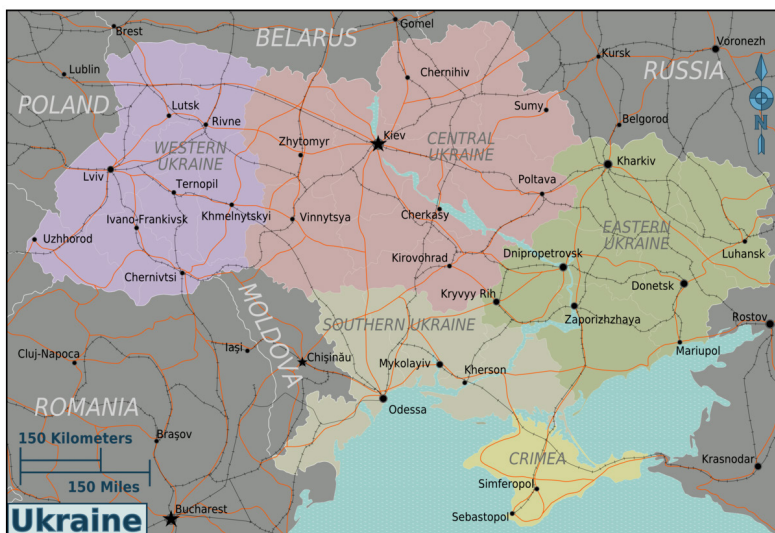 Gomel
Brest
BELARUS
Voronezh
Kursk
Lublin
Chernihiv
RUSSIA
POLAND
Lutsk
Sumy
Rivne
Belgorod
N
Kiev
WESTERN
UKRAINE
Zhytomyr
CENTRAL
UKRAINE
Kharkiv
Lviv
Ternopil
Poltava
Ivano-Frankivsk
Khmelnytskyi
Vinnytsya
Cherkasy
EASTERN
UKRAINE
Uzhhorod
Luhansk
Chernivtsi
Kirovohrad
Dnipropetrovsk
Donetsk
Kryvyy Rih
MOLDOVA
SOUTHERN UKRAINE
Zaporizhzhaya
Rostov
Iași
Chișinău
Mariupol
Cluj-Napoca
Mykolayiv
Kherson
ROMANIA
Odessa
Brașov
150 Kilometers
150 Miles
CRIMEA
Krasnodar
Simferopol
Sebastopol
Bucharest
Ukraine